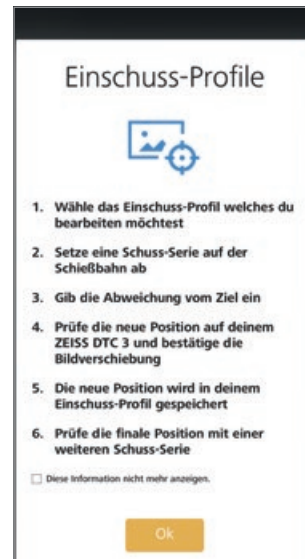 Einschuss-Profile
1. Wähle das Einschuss-Profil welches du
bearbeiten möchtest
2. Setze eine Schuss-Serie auf der
Schießbahn ab
3. Gib die Abweichung vom Ziel ein
4. Prüfe die neue Position auf deinem
ZEISS DTC 3 und bestätige die
Bildverschiebung
5. Die neue Position wird in deinem
Einschuss-Profil gespeichert
6. Prüfe die finale Position mit einer
weiteren Schuss-Serie
Diese Information nicht mehr anzeigen.
Ok